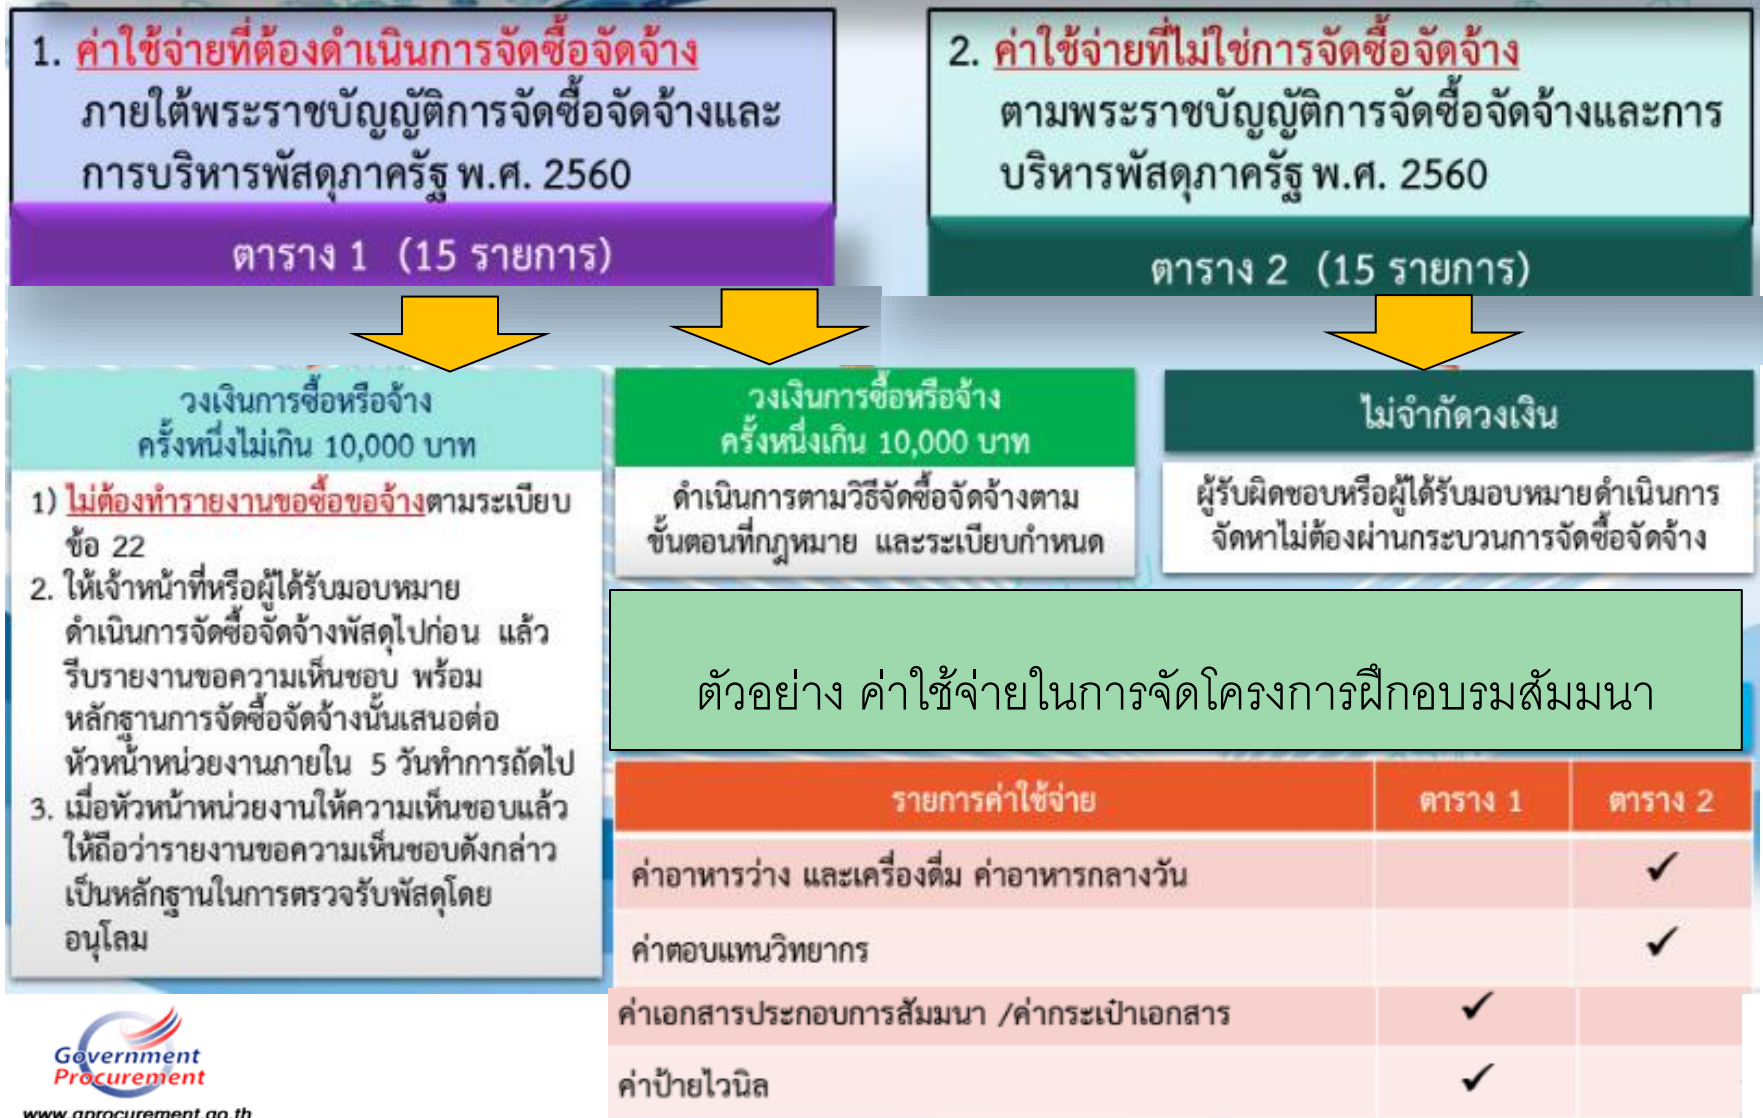 1. ค่าใช้จ่ายที่ต้องดำเนินการจัดซื้อจัดจ้าง
ภายใต้พระราชบัญญัติการจัดซื้อจัดจ้างและ
การบริหารพัสดุภาครัฐ พ.ศ. 2560
ตาราง 1 (15 รายการ)
2. ค่าใช้จ่ายที่ไม่ใช่การจัดซื้อจัดจ้าง
ตามพระราชบัญญัติการจัดซื้อจัดจ้างและการ
บริหารพัสดุภาครัฐ พ.ศ. 2560
ตาราง 2 (15 รายการ)
วงเงินการซื้อหรือจ้าง
ครั้งหนึ่งไม่เกิน 10,000 บาท
1) ไม่ต้องทำรายงานขอซื้อขอจ้างตามระเบียบ
ข้อ 22
2. ให้เจ้าหน้าที่หรือผู้ได้รับมอบหมาย
ดำเนินการจัดซื้อจัดจ้างพัสดุไปก่อน แล้ว
รีบรายงานขอความเห็นชอบ พร้อม
หลักฐานการจัดซื้อจัดจ้างนั้นเสนอต่อ
หัวหน้าหน่วยงานภายใน 5 วันทำการถัดไป
3. เมื่อหัวหน้าหน่วยงานให้ความเห็นชอบแล้ว
ให้ถือว่ารายงานขอความเห็นชอบดังกล่าว
เป็นหลักฐานในการตรวจรับพัสดุโดย
อนุโลม
วงเงินการซื้อหรือจ้าง
ครั้งหนึ่งเกิน 10,000 บาท
ดำเนินการตามวิธีจัดซื้อจัดจ้างตาม
ขั้นตอนที่กฎหมาย และระเบียบกำหนด
ไม่จำกัดวงเงิน
ผู้รับผิดชอบหรือผู้ได้รับมอบหมายดำเนินการ
จัดหาไม่ต้องผ่านกระบวนการจัดซื้อจัดจ้าง
ตัวอย่าง ค่าใช้จ่ายในการจัดโครงการฝึกอบรมสัมมนา
รายการค่าใช้จ่าย ตาราง 1 ตาราง 2
ค่าอาหารว่าง และเครื่องดื่ม ค่าอาหารกลางวัน ✓
ค่าตอบแทนวิทยากร ✓
ค่าเอกสารประกอบการสัมมนา /ค่ากระเป๋าเอกสาร ✓
ค่าป้ายไวนิล ✓
Government
Procurement
www.gprocurement.go.th